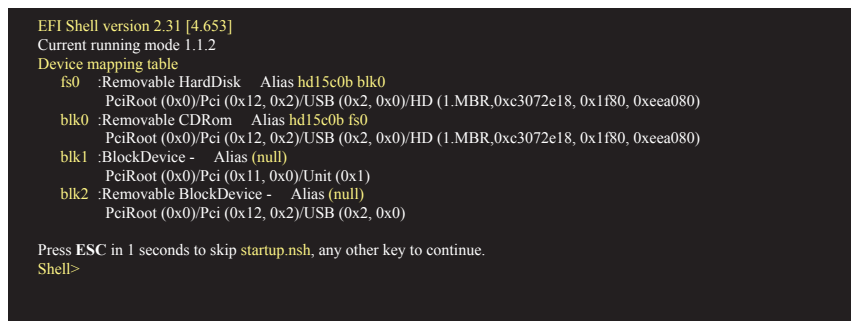 EFI Shell version 2.31 [4.653]
Current running mode 1.1.2
Device mapping table
fs0 :Removable HardDisk Alias hd15c0b blk0
PciRoot (0x0)/Pci (0x12, 0x2)/USB (0x2, 0x0)/HD (1.MBR,0xc3072e18, 0x1f80, 0xeea080)
blk0 :Removable CDRom Alias hd15c0b fs0
PciRoot (0x0)/Pci (0x12, 0x2)/USB (0x2, 0x0)/HD (1.MBR,0xc3072e18, 0x1f80, 0xeea080)
blk1 :BlockDevice - Alias (null)
PciRoot (0x0)/Pci (0x11, 0x0)/Unit (0x1)
blk2 :Removable BlockDevice - Alias (null)
PciRoot (0x0)/Pci (0x12, 0x2)/USB (0x2, 0x0)
Press ESC in 1 seconds to skip startup.nsh, any other key to continue.
Shell>